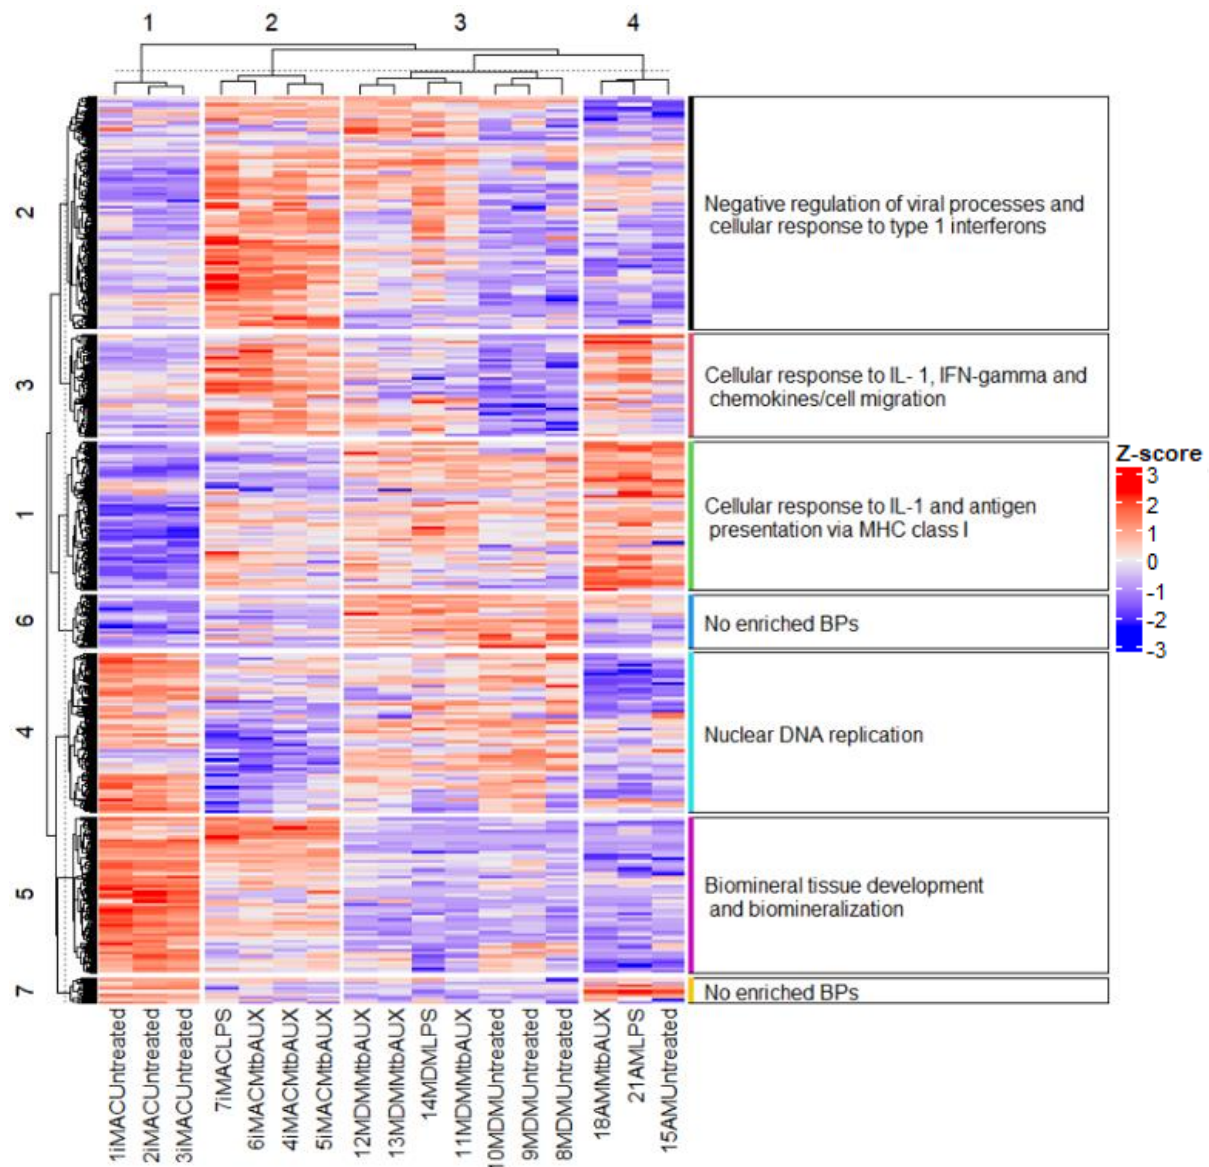 1 2 3 4
2
Negative regulation of viral processes and
cellular response to type 1 interferons
3
Cellular response to IL- 1, IFN-gamma and
chemokines/cell migration
1
Cellular response to IL-1 and antigen
presentation via MHC class I
6
No enriched BPs
4
Nuclear DNA replication
5
Biomineral tissue development
and biomineralization
7
No enriched BPs
Z-score
3
2
1
0
-1
-2
-3
1iMACUntreated
2iMACUntreated
3iMACUntreated
7iMACLPS
6iMACMtbAUX
4iMACMtbAUX
5iMACMtbAUX
12MDMMtbAUX
13MDMMtbAUX
14MDMLPS
11MDMMtbAUX
10MDMUntreated
9MDMUntreated
8MDMUntreated
18AMMtbAUX
21AMLPS
15AMUntreated